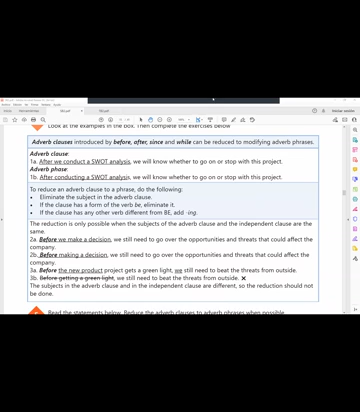 Look at the examples in the box. Then complete the exercises below
Adverb clauses introduced by before, after, since and while can be reduced to modifying adverb phrases.
Adverb clause:
1a. After we conduct a SWOT analysis, we will know whether to go on or stop with this project.
Adverb phase:
1b. After conducting a SWOT analysis, we will know whether to go on or stop with this project.
To reduce an adverb clause to a phrase, do the following:
• Eliminate the subject in the adverb clause.
• If the clause has a form of the verb be, eliminate it.
• If the clause has any other verb different from BE, add -ing.
The reduction is only possible when the subjects of the adverb clause and the independent clause are the
same.
2a. Before we make a decision, we still need to go over the opportunities and threats that could affect the
company.
2b. Before making a decision, we still need to go over the opportunities and threats that could affect the
company.
3a. Before the new product project gets a green light, we still need to beat the threats from outside.
3b. Before getting a green light, we still need to beat the threats from outside. ✕
The subjects in the adverb clause and in the independent clause are different, so the reduction should not
be done.
Read the statements below. Reduce the adverb clauses to adverb phrases when possible